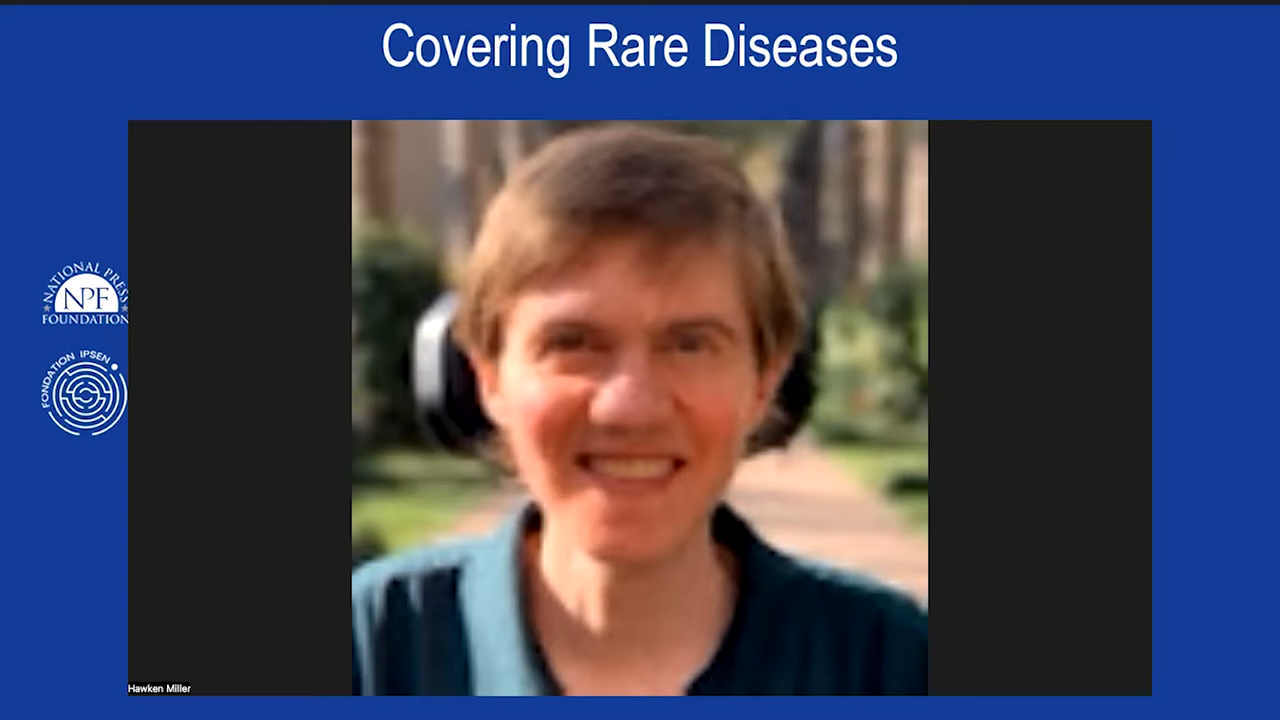 Covering Rare Diseases
NATIONAL PRESS
NPF
FOUNDATION
FONDATION IPSEN
Hawken Miller